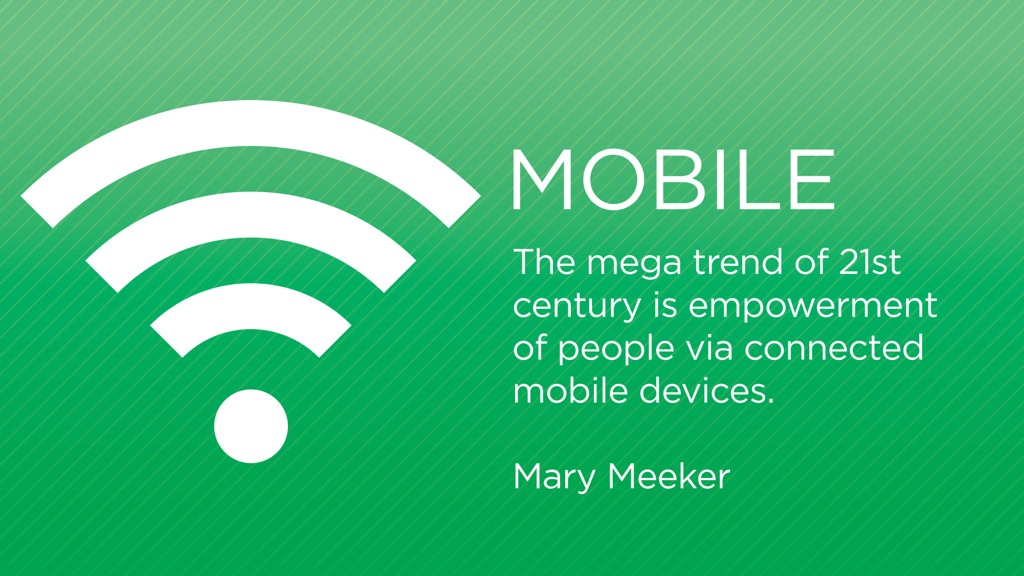 MOBILE
The mega trend of 21st
century is empowerment
of people via connected
mobile devices.
Mary Meeker